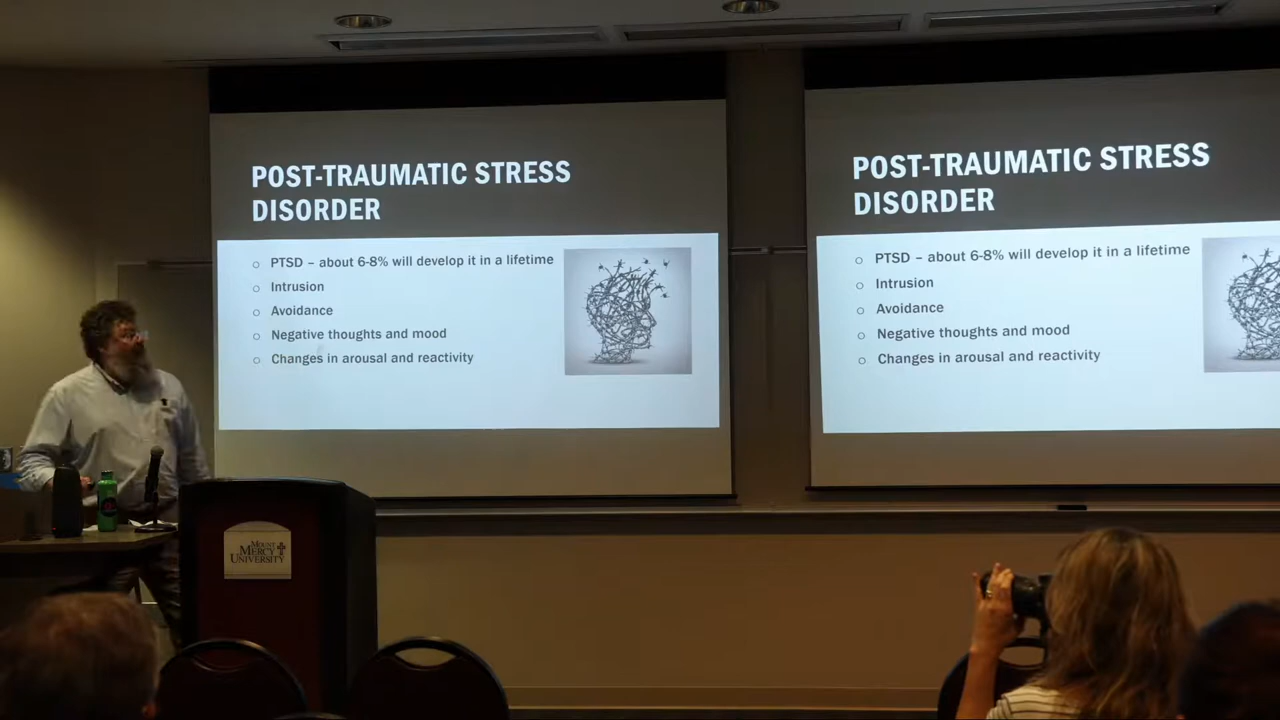 POST-TRAUMATIC STRESS
DISORDER
○ PTSD – about 6-8% will develop it in a lifetime
○ Intrusion
○ Avoidance
○ Negative thoughts and mood
○ Changes in arousal and reactivity
POST-TRAUMATIC STRESS
DISORDER
○ PTSD – about 6-8% will develop it in a lifetime
○ Intrusion
○ Avoidance
○ Negative thoughts and mood
○ Changes in arousal and reactivity
MOUNT
MERCY
UNIVERSITY